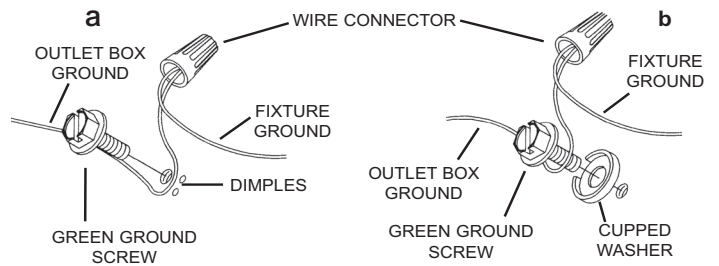 a
WIRE CONNECTOR
b
OUTLET BOX
GROUND
FIXTURE
GROUND
DIMPLES
GREEN GROUND
SCREW
FIXTURE
GROUND
OUTLET BOX
GROUND
GREEN GROUND
SCREW
CUPPED
WASHER